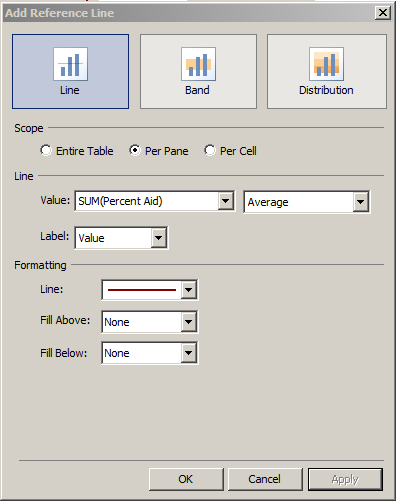 Add Reference Line
Line Band Distribution
Scope
Entire Table Per Pane Per Cell
Line
Value: SUM(Percent Aid) Average
Label: Value
Formatting
Line:
Fill Above: None
Fill Below: None
OK Cancel Apply